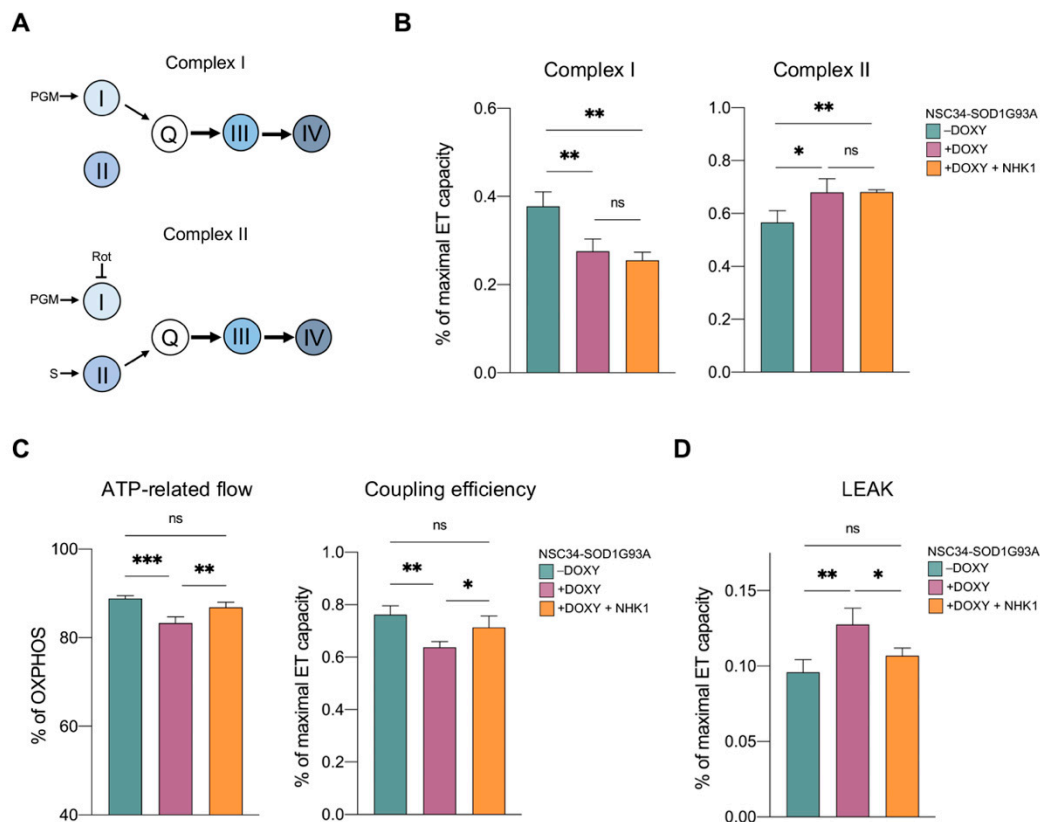 A
Complex I
PGM
I
Q
III
IV
II
Complex II
Rot
PGM
I
Q
III
IV
S
II
B
Complex I
Complex II
% of maximal ET capacity
0.6
0.4
0.2
0.0
**
**
ns
1.0
0.8
0.6
0.4
0.2
0.0
**
*
ns
NSC34-SOD1G93A
–DOXY
+DOXY
+DOXY + NHK1
C
ATP-related flow
Coupling efficiency
% of OXPHOS
100
80
60
40
ns
***
**
% of maximal ET capacity
1.0
0.8
0.6
0.4
0.2
0.0
ns
**
*
NSC34-SOD1G93A
–DOXY
+DOXY
+DOXY + NHK1
D
LEAK
% of maximal ET capacity
0.15
0.10
0.05
0.00
ns
**
*
NSC34-SOD1G93A
–DOXY
+DOXY
+DOXY + NHK1